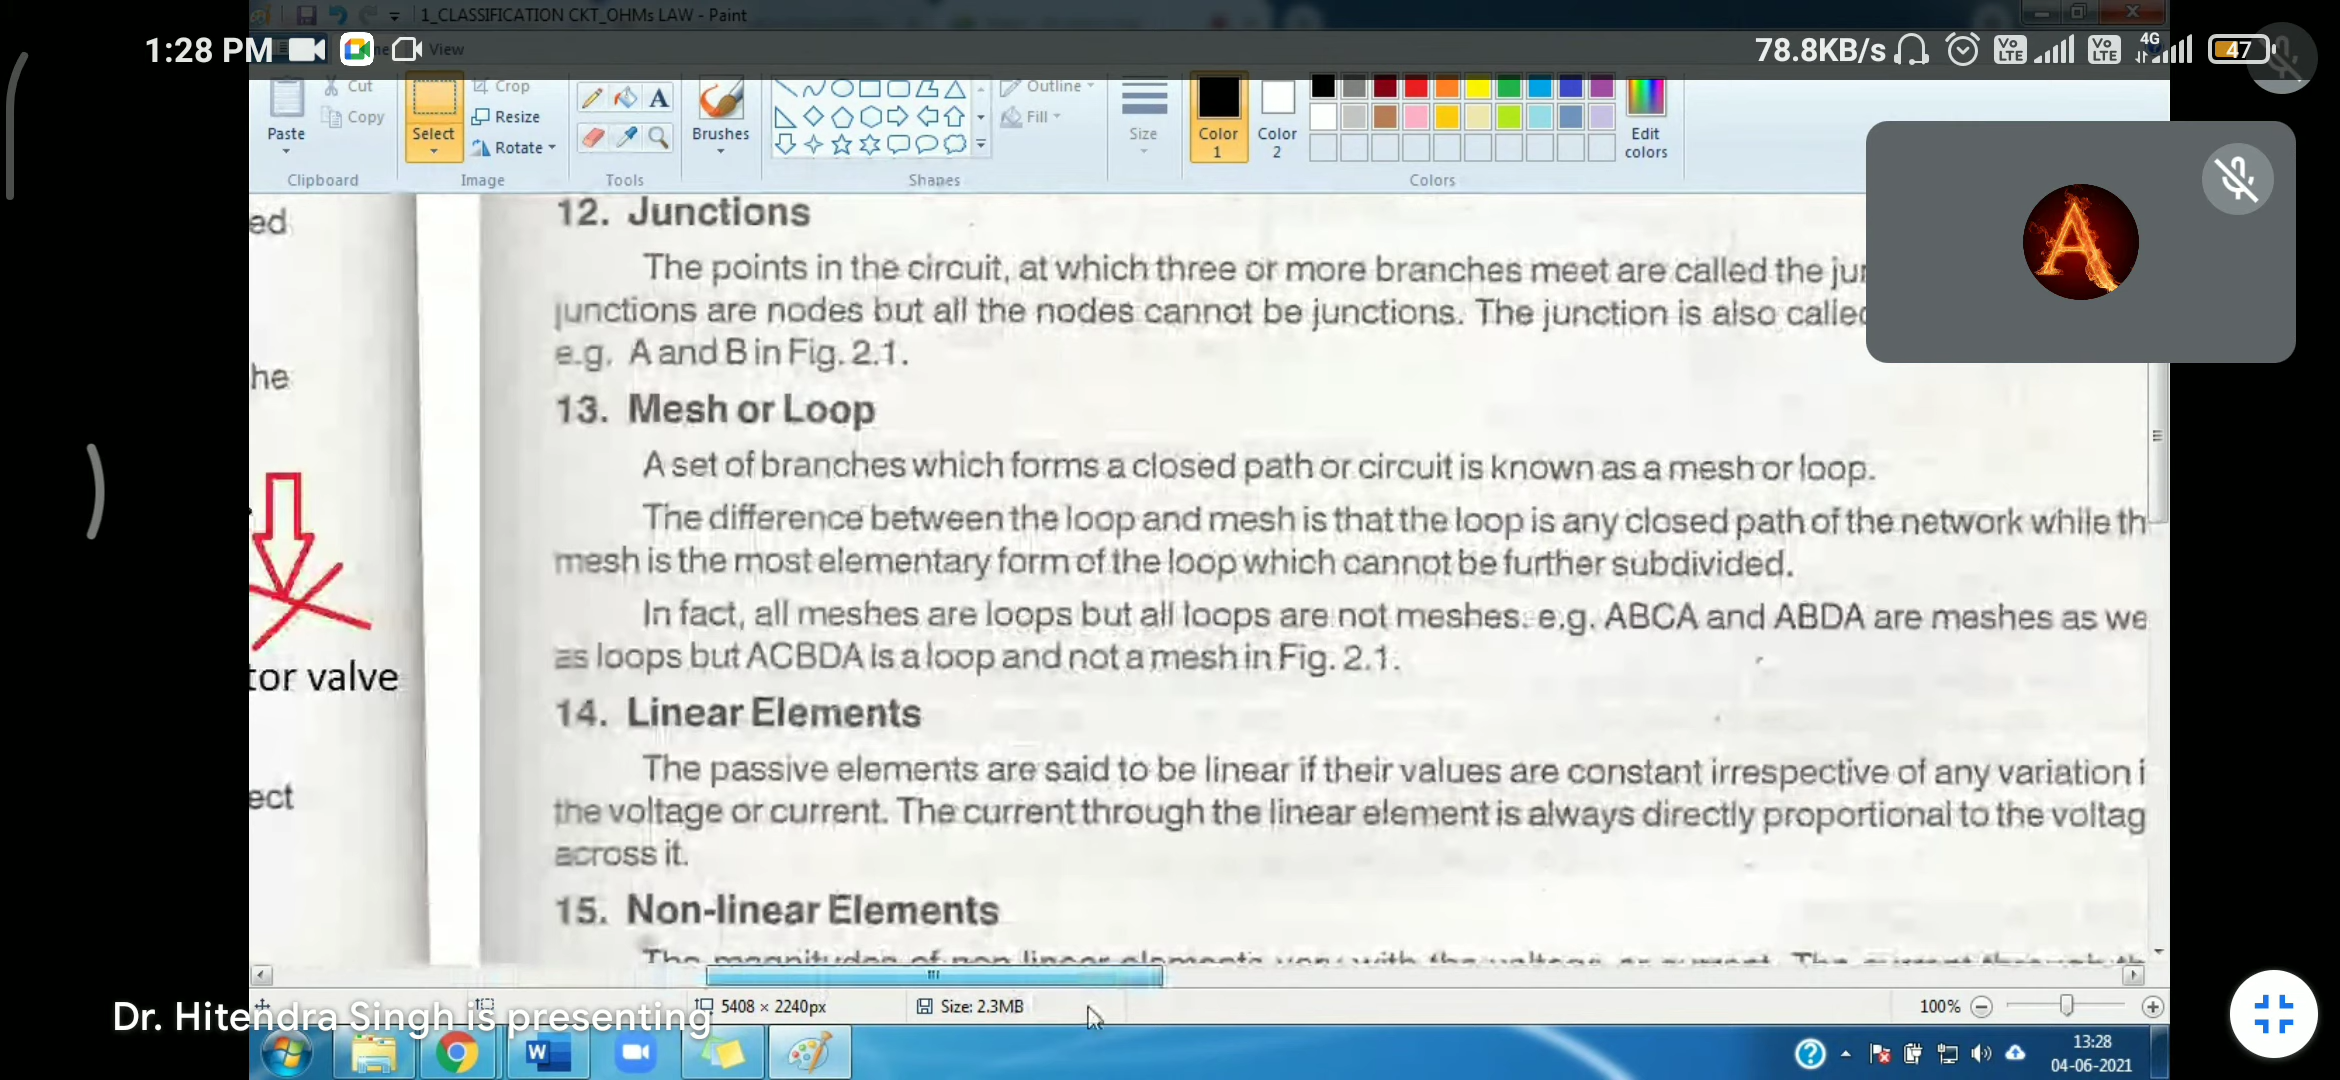 1_CLASSIFICATION CKT_OHMs LAW - Paint
1:28 PM
View
78.8KB/s
Vo LTE
Vo LTE
4G
47
Paste
Cut
Copy
Clipboard
Select
Crop
Resize
Rotate
Image
A
Tools
Brushes
Shapes
Outline
Fill
Size
Color 1
Color 2
Edit colors
Colors
A
ed
he
tor valve
ect
12. Junctions
The points in the circuit, at which three or more branches meet are called the
junctions are nodes but all the nodes cannot be junctions. The junction is also called
e.g. A and B in Fig. 2.1.
13. Mesh or Loop
A set of branches which forms a closed path or circuit is known as a mesh or loop.
The difference between the loop and mesh is that the loop is any closed path of the network while th
mesh is the most elementary form of the loop which cannot be further subdivided.
In fact, all meshes are loops but all loops are not meshes. e.g. ABCA and ABDA are meshes as we
as loops but ACBDA is a loop and not a mesh in Fig. 2.1.
14. Linear Elements
The passive elements are said to be linear if their values are constant irrespective of any variation i
the voltage or current. The current through the linear element is always directly proportional to the voltag
across it.
15. Non-linear Elements
5408 × 2240px
Size: 2.3MB
100%
Dr. Hitendra Singh is presenting
W
13:28
04-06-2021